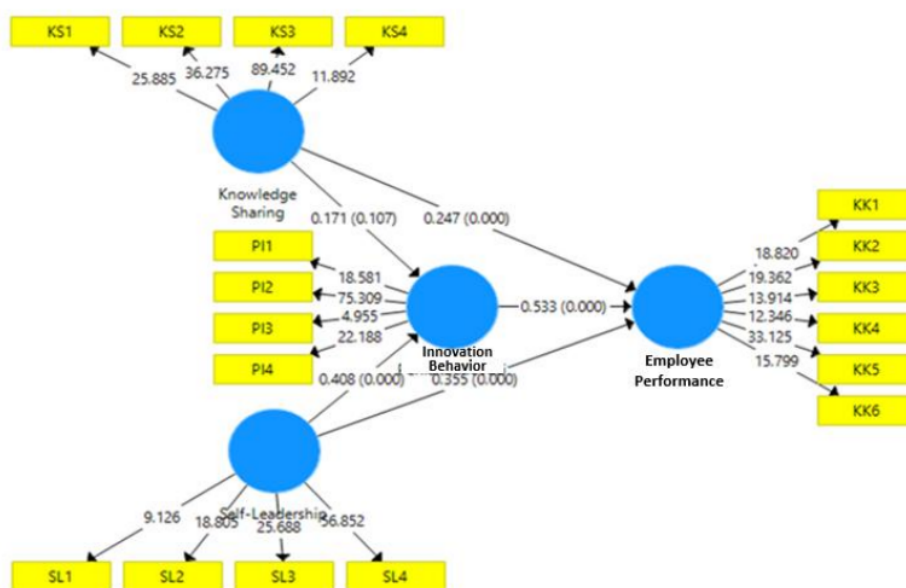 KS1 KS2 KS3 KS4
25.885 36.275 89.452 11.892
Knowledge
Sharing
0.171 (0.107) 0.247 (0.000)
PI1
PI2
PI3
PI4
18.581
75.309
4.955
22.188
Innovation
Behavior
0.533 (0.000)
0.408 (0.000) 0.355 (0.000)
Employee
Performance
KK1
KK2
KK3
KK4
KK5
KK6
18.820
19.362
13.914
12.346
33.125
15.799
Self-Leadership
9.126 18.805 25.688 56.852
SL1 SL2 SL3 SL4